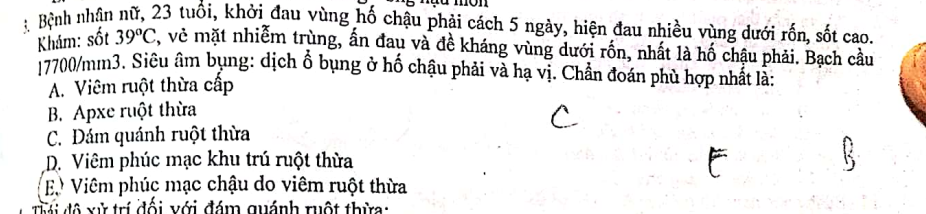 Bệnh nhân nữ, 23 tuổi, khởi đau vùng hố chậu phải cách 5 ngày, hiện đau nhiều vùng dưới rốn, sốt cao.
Khám: sốt 39°C, vẻ mặt nhiễm trùng, ấn đau và đề kháng vùng dưới rốn, nhất là hố chậu phải. Bạch cầu
17700/mm3. Siêu âm bụng: dịch ổ bụng ở hố chậu phải và hạ vị. Chẩn đoán phù hợp nhất là:
A. Viêm ruột thừa cấp
B. Apxe ruột thừa
C. Dám quánh ruột thừa
D. Viêm phúc mạc khu trú ruột thừa
E. Viêm phúc mạc chậu do viêm ruột thừa
C
E
B
Thái độ xử trí đối với đám quánh ruột thừa: